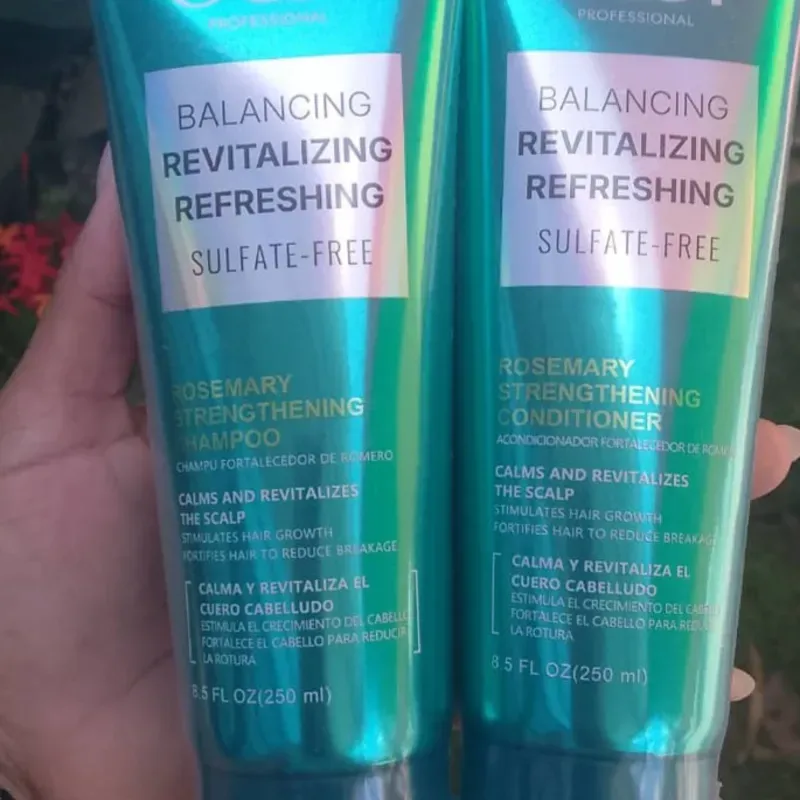 PROFESSIONAL
BALANCING
REVITALIZING
REFRESHING
SULFATE-FREE
ROSEMARY
STRENGTHENING
SHAMPOO
CHAMPU FORTALECEDOR DE ROMERO
CALMS AND REVITALIZES
THE SCALP
STIMULATES HAIR GROWTH
FORTIFIES HAIR TO REDUCE BREAKAGE
CALMA Y REVITALIZA EL
CUERO CABELLUDO
ESTIMULA EL CRECIMIENTO DEL CABELLO
FORTALECE EL CABELLO PARA REDUCIR
LA ROTURA
8.5 FL OZ(250 ml)
PROFESSIONAL
BALANCING
REVITALIZING
REFRESHING
SULFATE-FREE
ROSEMARY
STRENGTHENING
CONDITIONER
ACONDICIONADOR FORTALECEDOR DE ROMERO
CALMS AND REVITALIZES
THE SCALP
STIMULATES HAIR GROWTH
FORTIFIES HAIR TO REDUCE BREAKAGE
CALMA Y REVITALIZA EL
CUERO CABELLUDO
ESTIMULA EL CRECIMIENTO DEL CABELLO
FORTALECE EL CABELLO PARA REDUCIR
LA ROTURA
8.5 FL OZ(250 ml)